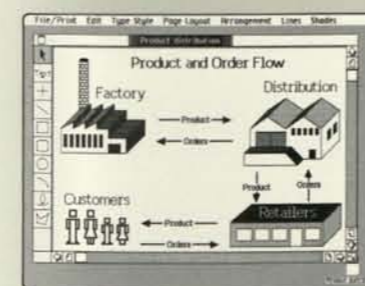 File/Print Edit Type Style Page Layout Arrangement Lines Shades
Product Distribution
Product and Order Flow
Factory
Distribution
Product
Orders
Product
Orders
Customers
Retailers
Product
Orders